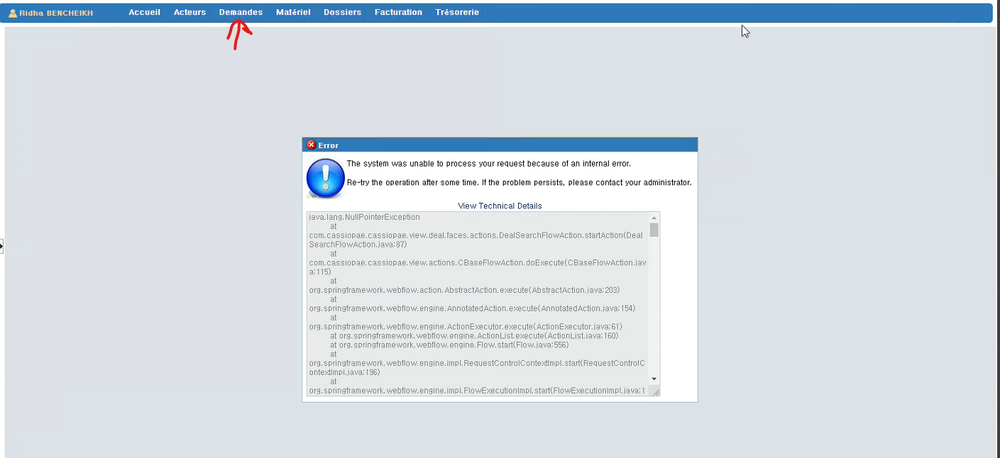 Ridha BENCHEIKH Accueil Acteurs Demandes Matériel Dossiers Facturation Trésorerie
Error
The system was unable to process your request because of an internal error.
Re-try the operation after some time. If the problem persists, please contact your administrator.
View Technical Details
java.lang.NullPointerException
at
com.cassiopae.cassiopae.view.deal.faces.actions.DealSearchFlowAction.startAction(Deal
SearchFlowAction.java:87)
at
com.cassiopae.cassiopae.view.actions.CBaseFlowAction.doExecute(CBaseFlowAction.jav
a:115)
at
org.springframework.webflow.action.AbstractAction.execute(AbstractAction.java:203)
at
org.springframework.webflow.engine.AnnotatedAction.execute(AnnotatedAction.java:154)
at
org.springframework.webflow.engine.ActionExecutor.execute(ActionExecutor.java:61)
at org.springframework.webflow.engine.ActionList.execute(ActionList.java:160)
at org.springframework.webflow.engine.Flow.start(Flow.java:556)
at
org.springframework.webflow.engine.impl.RequestControlContextImpl.start(RequestControlC
ontextImpl.java:196)
at
org.springframework.webflow.engine.impl.FlowExecutionImpl.start(FlowExecutionImpl.java:1